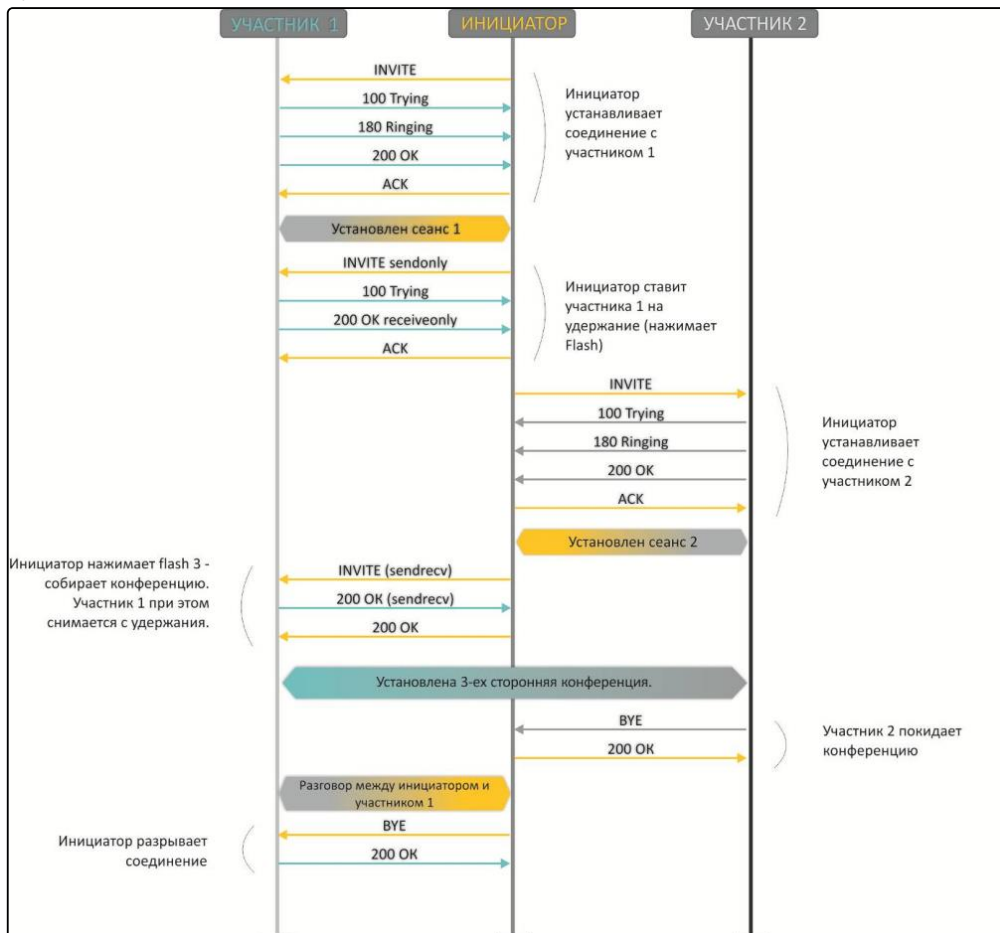 УЧАСТНИК 1
ИНИЦИАТОР
УЧАСТНИК 2
INVITE
100 Trying
180 Ringing
200 OK
ACK
Инициатор
устанавливает
соединение с
участником 1
Установлен сеанс 1
INVITE sendonly
100 Trying
200 OK receiveonly
ACK
Инициатор ставит
участника 1 на
удержание (нажимает
Flash)
INVITE
100 Trying
180 Ringing
200 OK
ACK
Инициатор
устанавливает
соединение с
участником 2
Установлен сеанс 2
Инициатор нажимает flash 3 -
собирает конференцию.
Участник 1 при этом
снимается с удержания.
INVITE (sendrecv)
200 OK (sendrecv)
200 OK
Установлена 3-ех сторонняя конференция.
BYE
200 OK
Участник 2 покидает
конференцию
Разговор между инициатором и
участником 1
Инициатор разрывает
соединение
BYE
200 OK